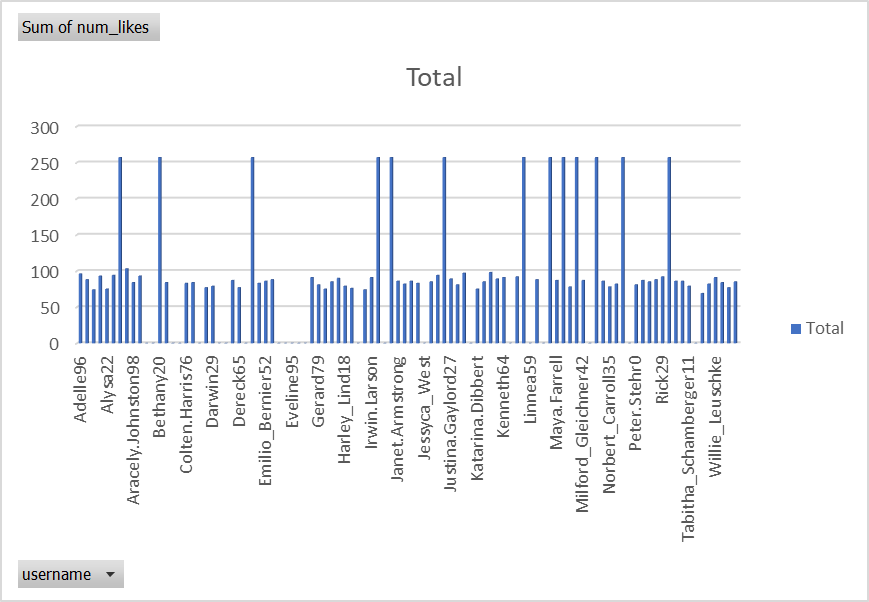 Sum of num_likes
Total
300
250
200
150
100
50
0
Adelle96
Alysa22
Aracely.Johnston98
Bethany20
Colten.Harris76
Darwin29
Dereck65
Emilio_Bernier52
Eveline95
Gerard79
Harley_Lind18
Irwin.Larson
Janet.Armstrong
Jessyca_West
Justina.Gaylord27
Katarina.Dibbert
Kenneth64
Linnea59
Maya.Farrell
Milford_Gleichner42
Norbert_Carroll35
Peter.Stehr0
Rick29
Tabitha_Schamberger11
Willie_Leuschke
Total
username